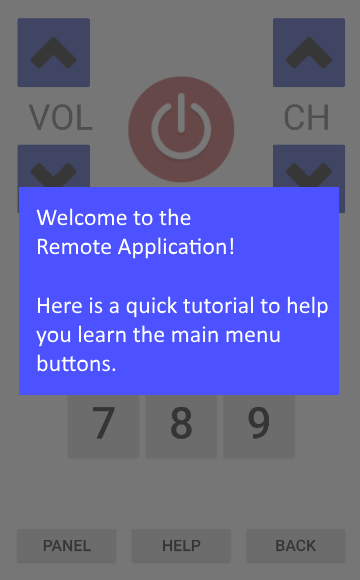 VOL
CH
Welcome to the
Remote Application!
Here is a quick tutorial to help
you learn the main menu
buttons.
7 8 9
PANEL HELP BACK